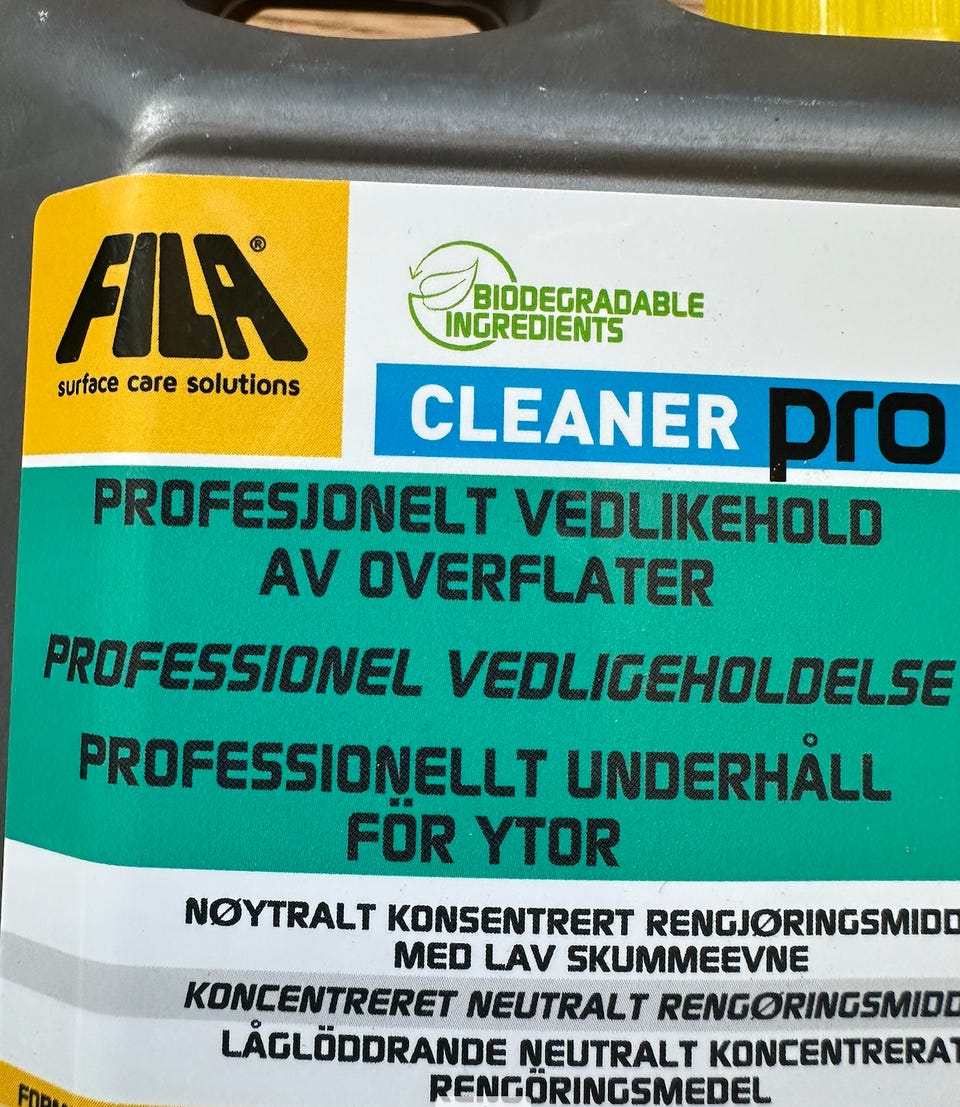 FILA®
surface care solutions
BIODEGRADABLE
INGREDIENTS
CLEANER pro
PROFESJONELT VEDLIKEHOLD
AV OVERFLATER
PROFESSIONEL VEDLIGEHOLDELSE
PROFESSIONELLT UNDERHÅLL
FÖR YTOR
NØYTRALT KONSENTRERT RENGJØRINGSMIDD
MED LAV SKUMMEEVNE
KONCENTRERET NEUTRALT RENGØRINGSMIDD
LÅGLÖDDRANDE NEUTRALT KONCENTRERAT
RENGÖRINGSMEDEL